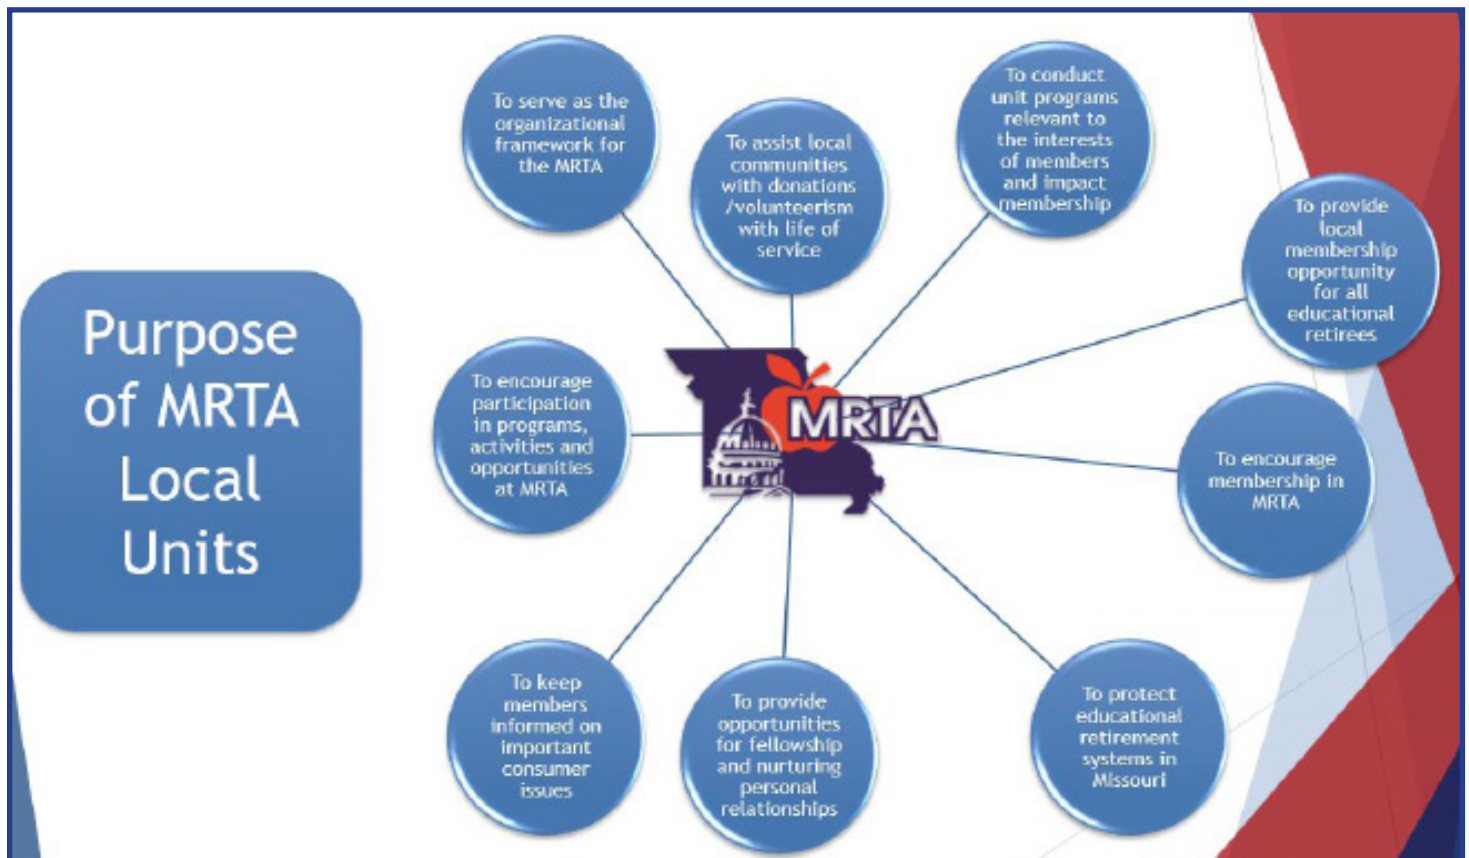 Purpose
of MRTA
Local
Units
To serve as the
organizational
framework for
the MRTA
To assist local
communities
with donations
/volunteerism
with life of
service
To conduct
unit programs
relevant to
the interests
of members
and impact
membership
To provide
local
membership
opportunity
for all
educational
retirees
To encourage
participation
in programs,
activities and
opportunities
at MRTA
MRTA
To encourage
membership in
MRTA
To keep
members
informed on
important
consumer
issues
To provide
opportunities
for fellowship
and nurturing
personal
relationships
To protect
educational
retirement
systems in
Missouri